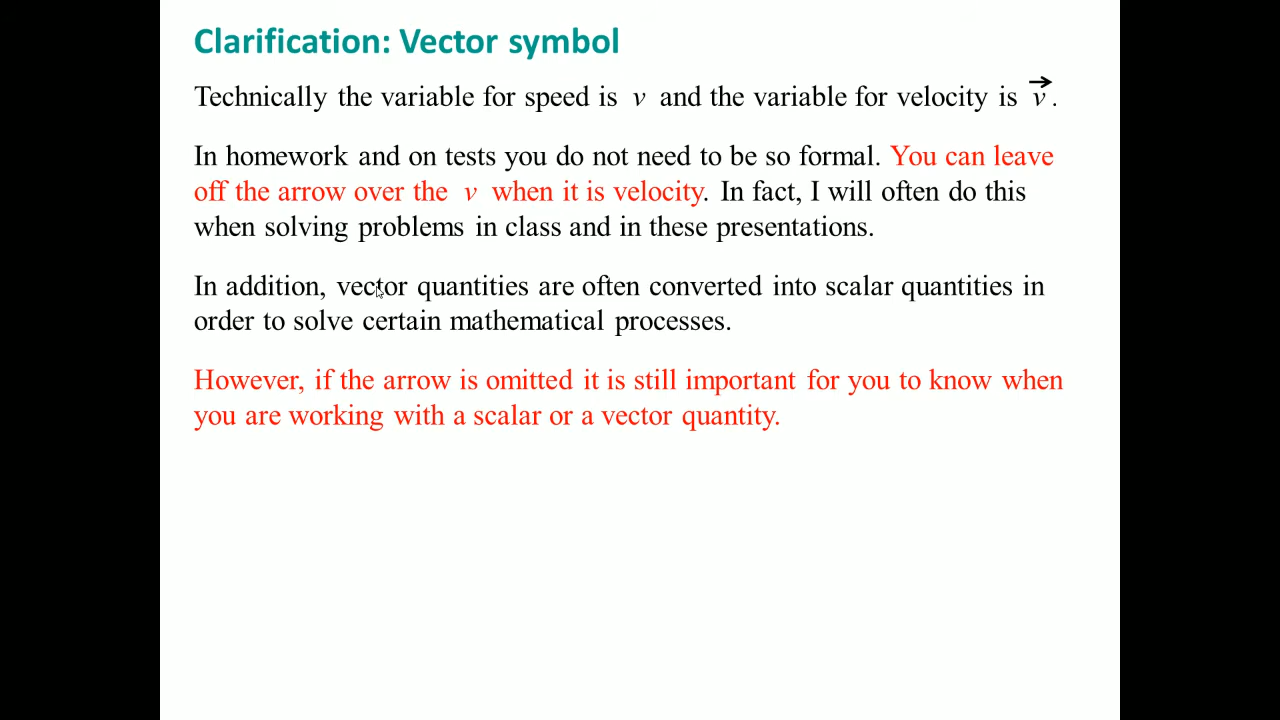 Clarification: Vector symbol
Technically the variable for speed is v and the variable for velocity is v⃗.
In homework and on tests you do not need to be so formal. You can leave
off the arrow over the v when it is velocity. In fact, I will often do this
when solving problems in class and in these presentations.
In addition, vector quantities are often converted into scalar quantities in
order to solve certain mathematical processes.
However, if the arrow is omitted it is still important for you to know when
you are working with a scalar or a vector quantity.